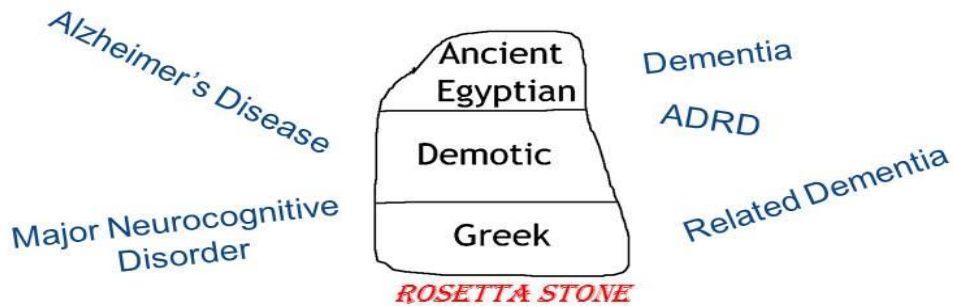 Alzheimer's Disease
Major Neurocognitive
Disorder
Ancient
Egyptian
Demotic
Greek
ROSETTA STONE
Dementia
ADRD
Related Dementia